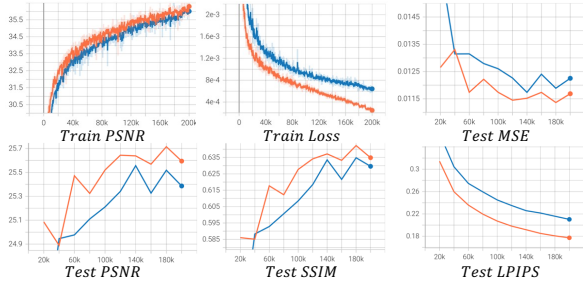 35.5
34.5
33.5
32.5
31.5
30.5
40k 80k 120k 160k 200k
Train PSNR
2e-3
1.6e-3
1.2e-3
8e-4
4e-4
0 40k 80k 120k 160k 200k
Train Loss
0.0145
0.0135
0.0125
0.0115
20k 60k 100k 140k 180k
Test MSE
25.7
25.5
25.3
25.1
24.9
20k 60k 100k 140k 180k
Test PSNR
0.635
0.625
0.615
0.605
0.595
0.585
20k 60k 100k 140k 180k
Test SSIM
0.3
0.26
0.22
0.18
20k 60k 100k 140k 180k
Test LPIPS